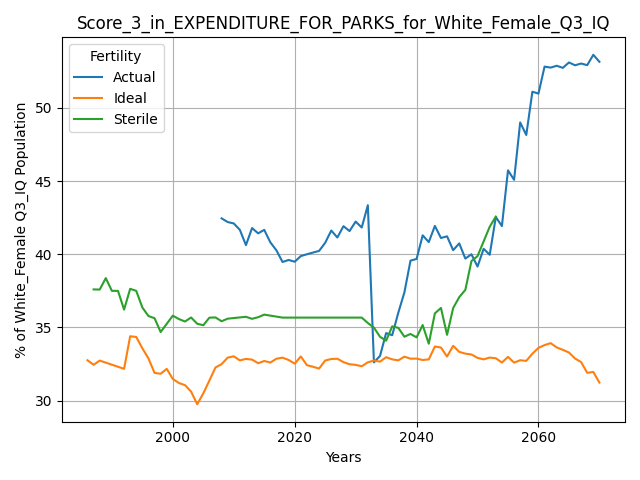 Score_3_in_EXPENDITURE_FOR_PARKS_for_White_Female_Q3_IQ
% of White_Female Q3_IQ Population
Fertility
Actual
Ideal
Sterile
50
45
40
35
30
2000
2020
2040
2060
Years